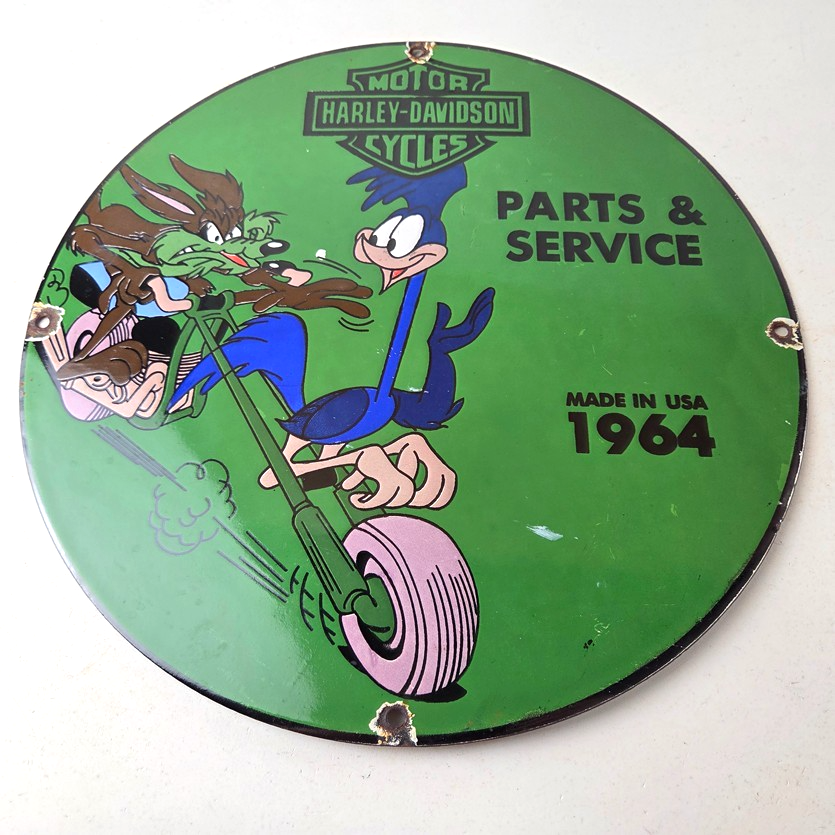 MOTOR
HARLEY-DAVIDSON
CYCLES
PARTS &
SERVICE
MADE IN USA
1964